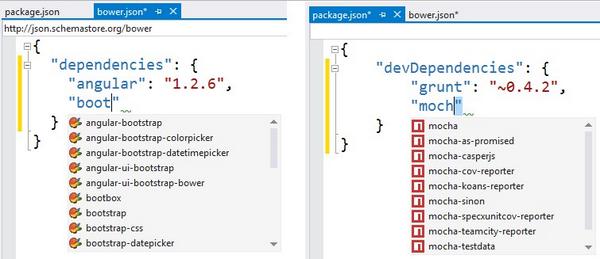 package.json bower.json*
http://json.schemastore.org/bower
{
"dependencies": {
"angular": "1.2.6",
"boot"
}
}
angular-bootstrap
angular-bootstrap-colorpicker
angular-bootstrap-datetimepicker
angular-ui-bootstrap
angular-ui-bootstrap-bower
bootbox
bootstrap
bootstrap-css
bootstrap-datepicker
package.json* bower.json*
{
"devDependencies": {
"grunt": "~0.4.2",
"moch"
}
}
mocha
mocha-as-promised
mocha-casperjs
mocha-cov-reporter
mocha-koans-reporter
mocha-sinon
mocha-specxunitcov-reporter
mocha-teamcity-reporter
mocha-testdata